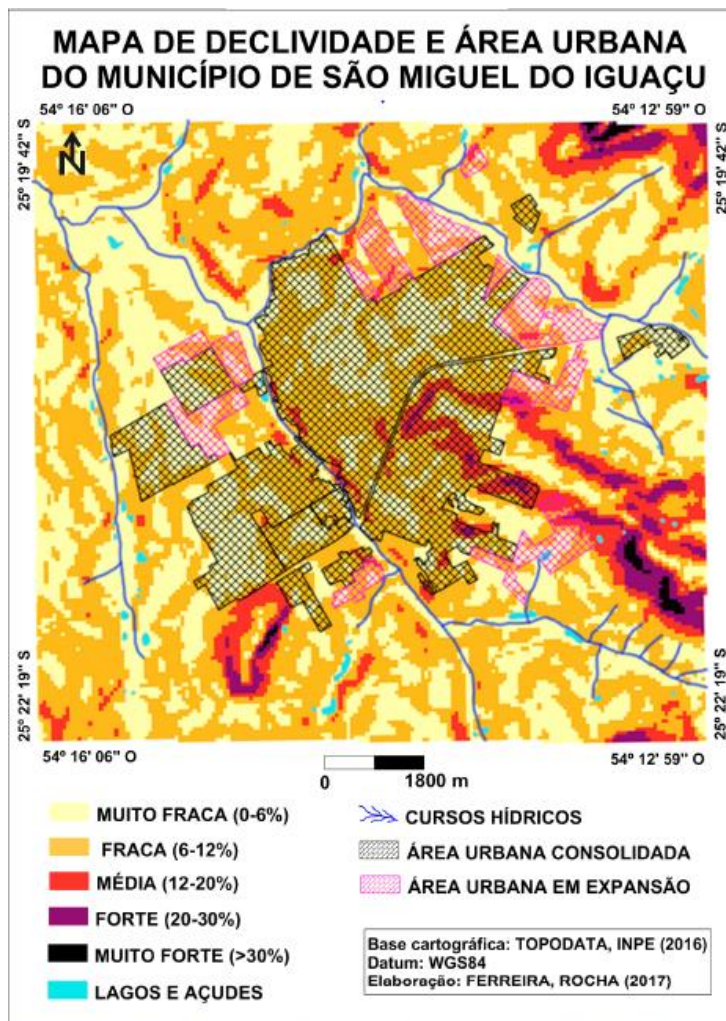 MAPA DE DECLIVIDADE E ÁREA URBANA
DO MUNICÍPIO DE SÃO MIGUEL DO IGUAÇU
54º 16' 06'' O
54º 12' 59'' O
25º 19' 42'' S
25º 19' 42'' S
N
25º 22' 19'' S
25º 22' 19'' S
54º 16' 06'' O
54º 12' 59'' O
0 1800 m
MUITO FRACA (0-6%)
FRACA (6-12%)
MÉDIA (12-20%)
FORTE (20-30%)
MUITO FORTE (>30%)
LAGOS E AÇUDES
CURSOS HÍDRICOS
ÁREA URBANA CONSOLIDADA
ÁREA URBANA EM EXPANSÃO
Base cartográfica: TOPODATA, INPE (2016)
Datum: WGS84
Elaboração: FERREIRA, ROCHA (2017)